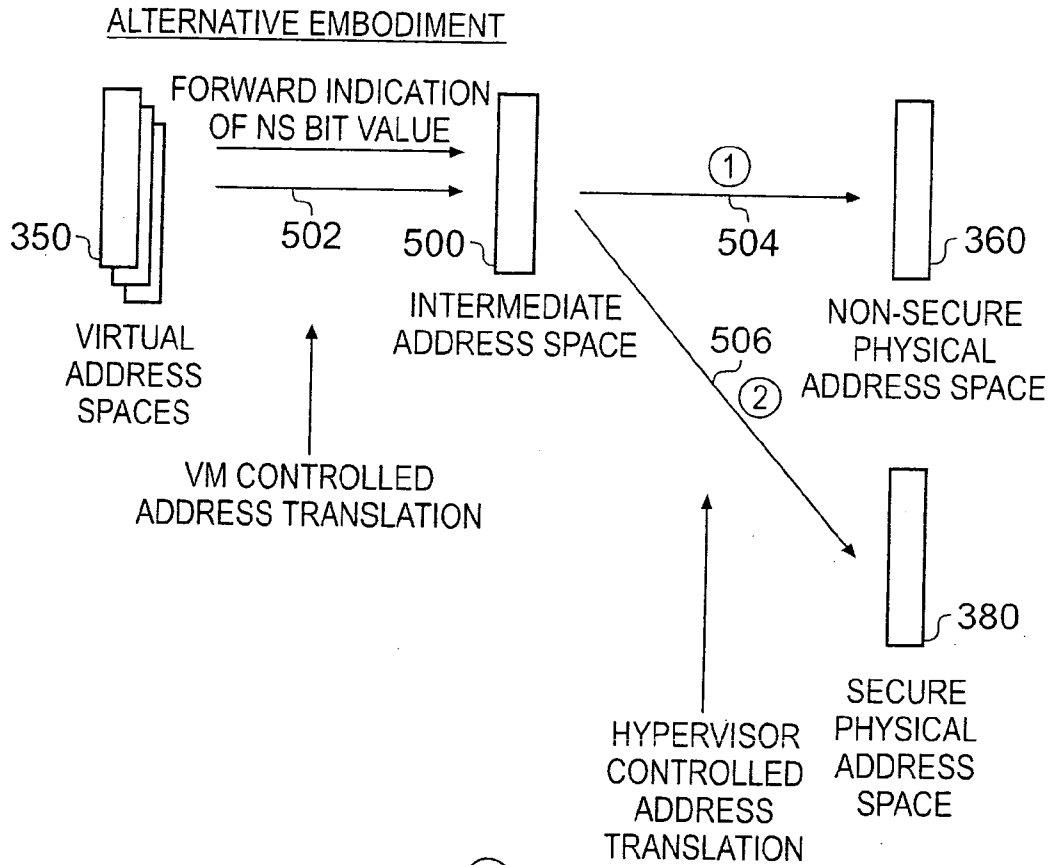 ALTERNATIVE EMBODIMENT
FORWARD INDICATION
OF NS BIT VALUE
1
350
502
500
504
360
INTERMEDIATE
ADDRESS SPACE
NON-SECURE
PHYSICAL
ADDRESS SPACE
VIRTUAL
ADDRESS
SPACES
506
2
VM CONTROLLED
ADDRESS TRANSLATION
380
SECURE
PHYSICAL
ADDRESS
SPACE
HYPERVISOR
CONTROLLED
ADDRESS
TRANSLATION